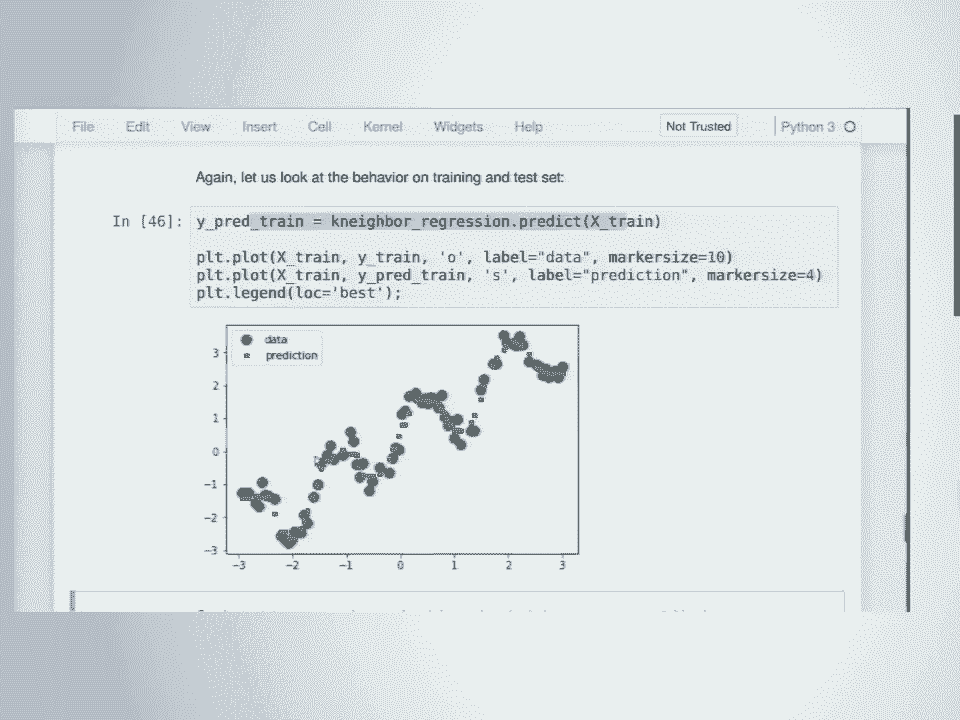 File Edit View Insert Cell Kernel Widgets Help Not Trusted Python 3
Again, let us look at the behavior on training and test set:
In [46]: y_pred_train = kneighbor_regression.predict(X_train)
plt.plot(X_train, y_train, 'o', label="data", markersize=10)
plt.plot(X_train, y_pred_train, 's', label="prediction", markersize=4)
plt.legend(loc='best');
data
prediction
3
2
1
0
−1
−2
−3
−3 −2 −1 0 1 2 3